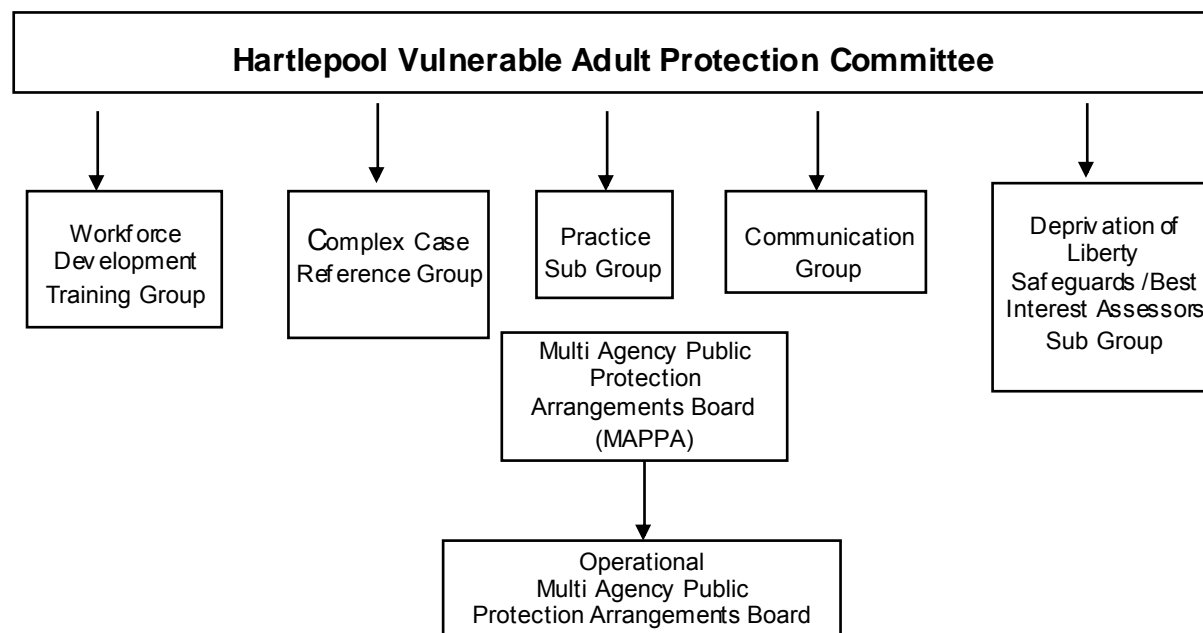 Hartlepool Vulnerable Adult Protection Committee
Workforce
Development
Training Group
Complex Case
Reference Group
Practice
Sub Group
Communication
Group
Deprivation of
Liberty
Safeguards /Best
Interest Assessors
Sub Group
Multi Agency Public
Protection
Arrangements Board
(MAPPA)
Operational
Multi Agency Public
Protection Arrangements Board